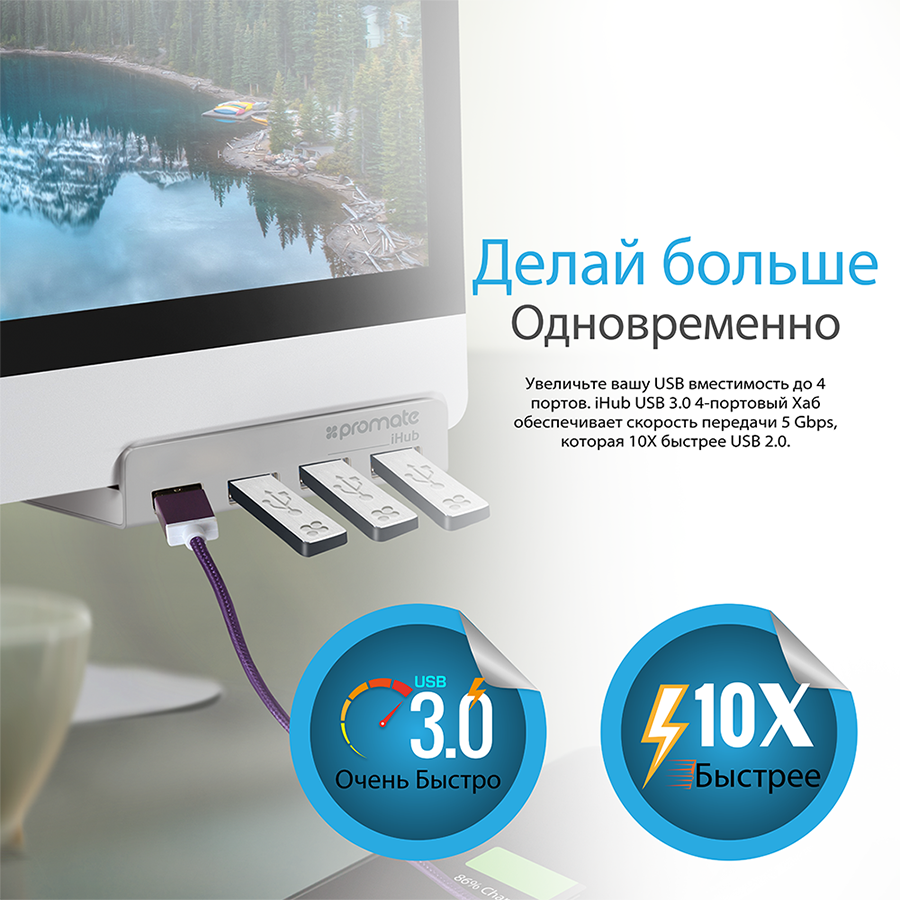 Делай больше
Одновременно
Увеличьте вашу USB вместимость до 4
портов. iHub USB 3.0 4-портовый Хаб
обеспечивает скорость передачи 5 Gbps,
которая 10X быстрее USB 2.0.
promate
iHub
USB
3.0
Очень Быстро
10X
Быстрее
86%